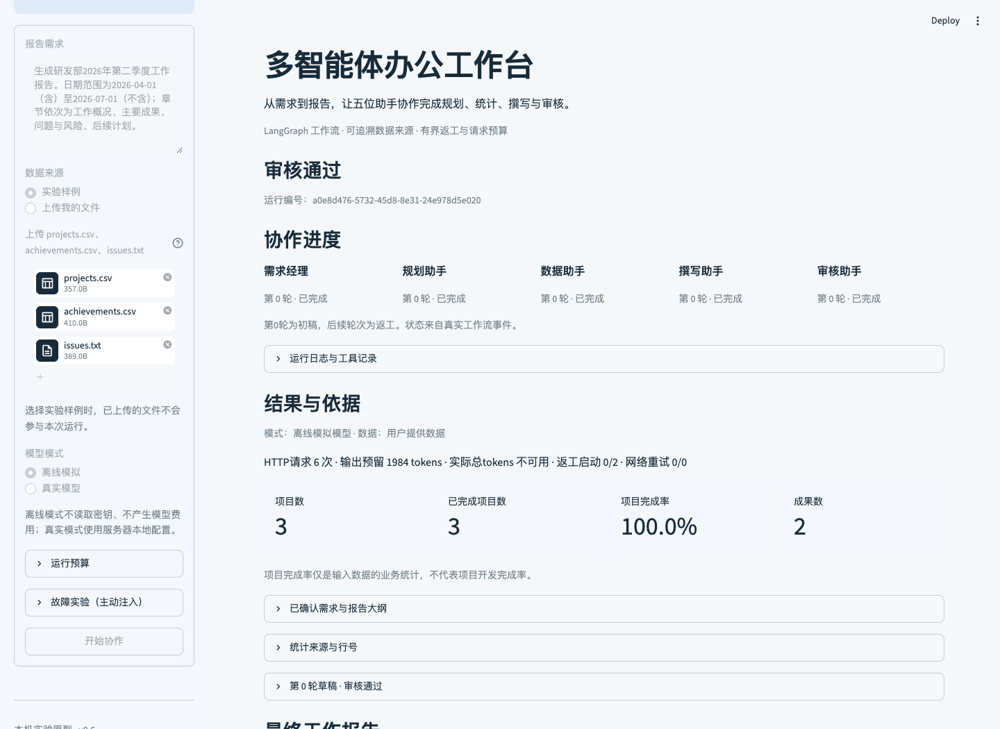 报告需求
生成研发部2026年第二季度工作
报告。日期范围为2026-04-01
（含）至2026-07-01（不含）；章
节依次为工作概况、主要成果、
问题与风险、后续计划。
数据来源
实验样例
上传我的文件
上传 projects.csv、
achievements.csv、issues.txt
projects.csv
357.0B
achievements.csv
410.0B
issues.txt
389.0B
选择实验样例时，已上传的文件不会
参与本次运行。
模型模式
离线模拟
真实模型
离线模式不读取密钥、不产生模型费
用；真实模式使用服务器本地配置。
运行预算
故障实验（主动注入）
开始协作
本机实验原型 · v0.6
Deploy
多智能体办公工作台
从需求到报告，让五位助手协作完成规划、统计、撰写与审核。
LangGraph 工作流 · 可追溯数据来源 · 有界返工与请求预算
审核通过
运行编号：a0e8d476-5732-45d8-8e31-24e978d5e020
协作进度
需求经理 规划助手 数据助手 撰写助手 审核助手
第 0 轮 · 已完成 第 0 轮 · 已完成 第 0 轮 · 已完成 第 0 轮 · 已完成 第 0 轮 · 已完成
第0轮为初稿，后续轮次为返工。状态来自真实工作流事件。
运行日志与工具记录
结果与依据
模式：离线模拟模型 · 数据：用户提供数据
HTTP请求 6 次 · 输出预留 1984 tokens · 实际总tokens 不可用 · 返工启动 0/2 · 网络重试 0/0
项目数 已完成项目数 项目完成率 成果数
3 3 100.0% 2
项目完成率仅是输入数据的业务统计，不代表项目开发完成率。
已确认需求与报告大纲
统计来源与行号
第 0 轮草稿 · 审核通过
最终工作报告